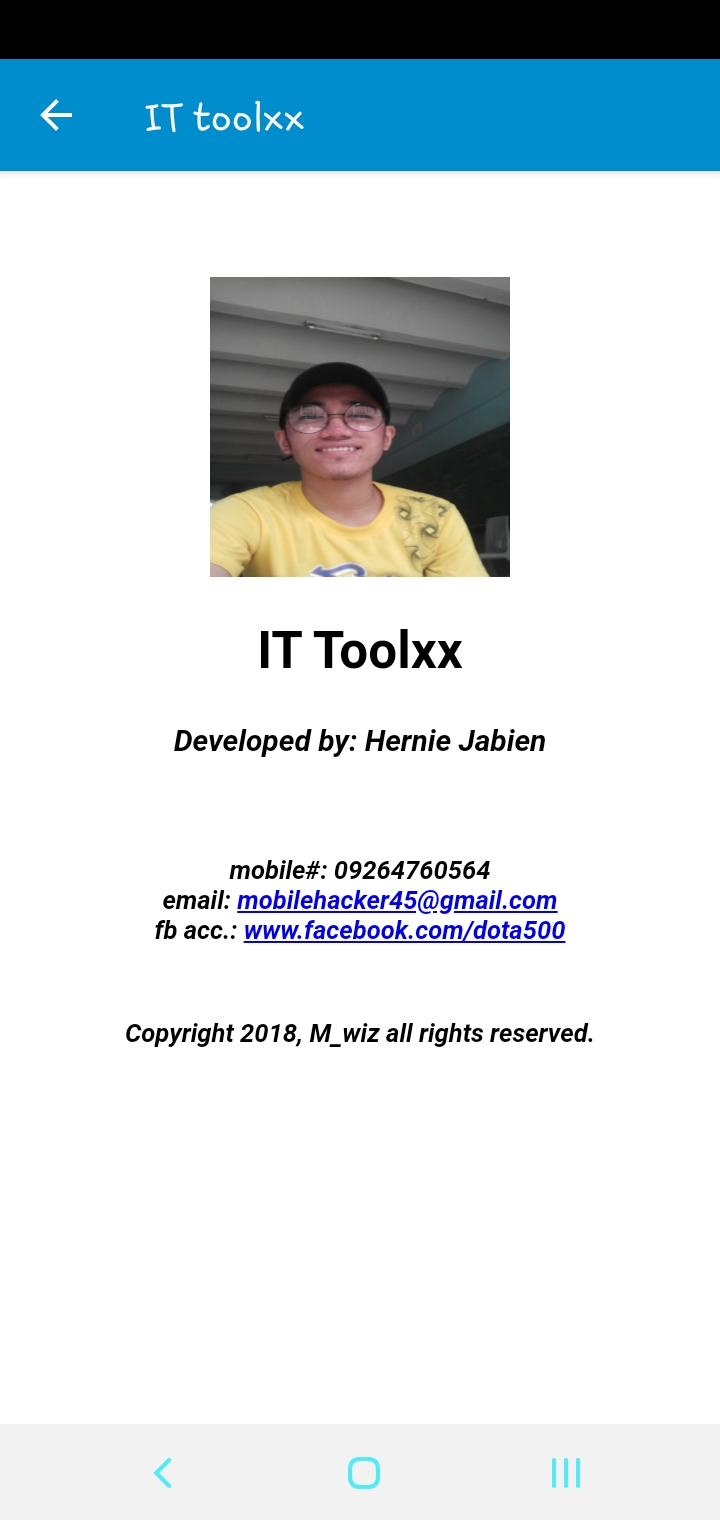 IT toolxx
IT Toolxx
Developed by: Hernie Jabien
mobile#: 09264760564
email: mobilehacker45@gmail.com
fb acc.: www.facebook.com/dota500
Copyright 2018, M_wiz all rights reserved.